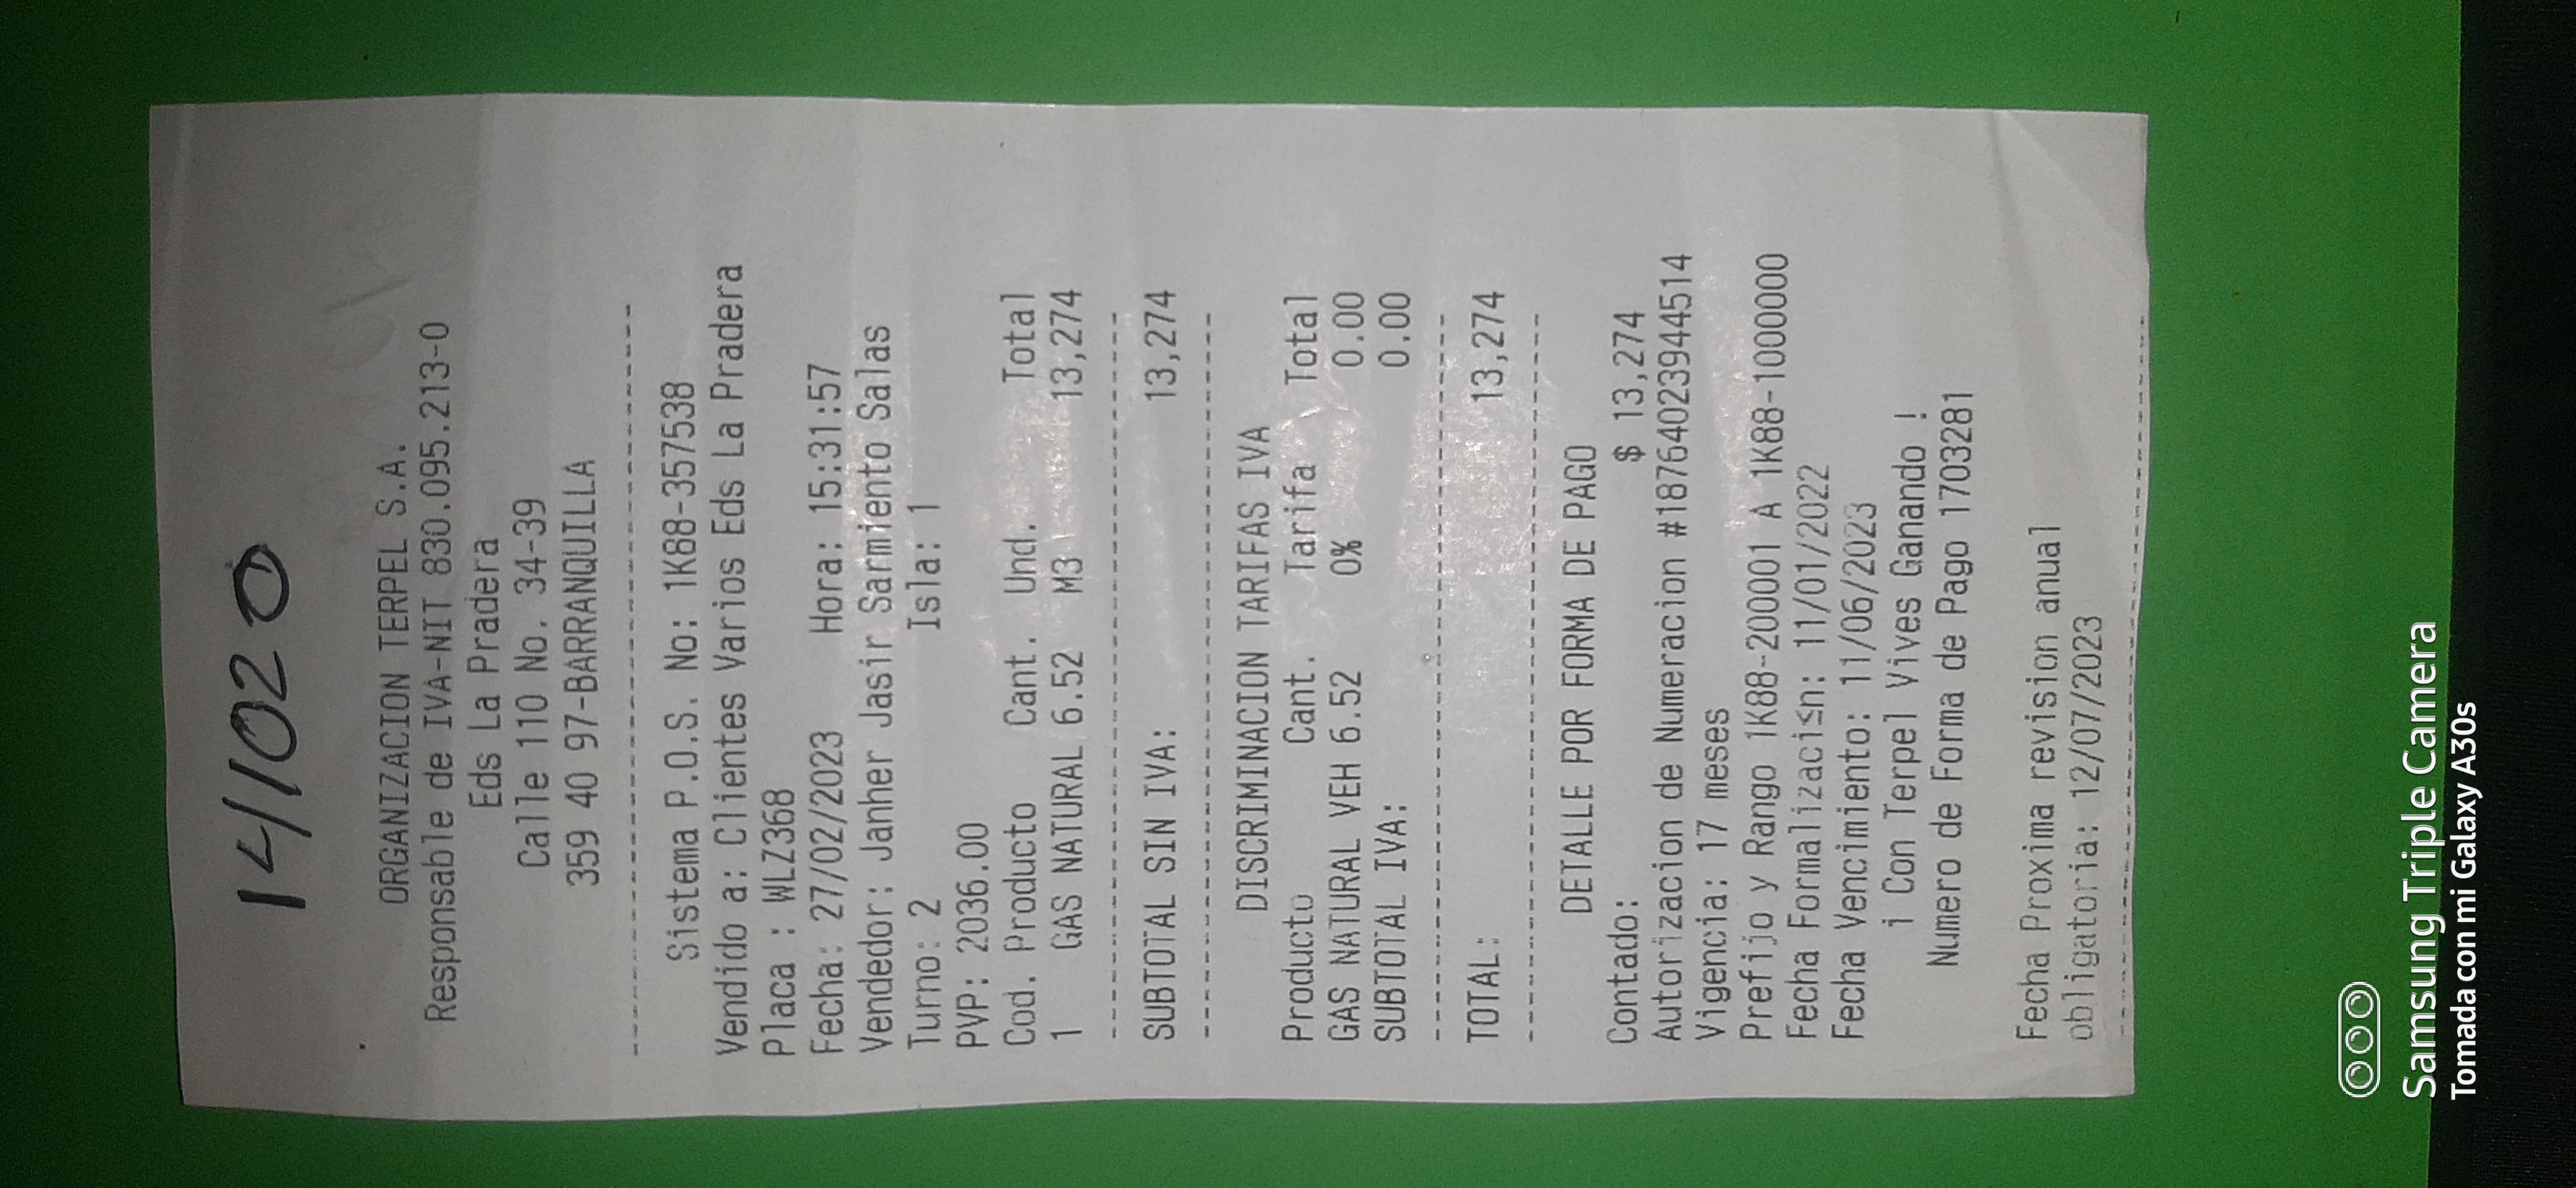 14/020
ORGANIZACION TERPEL S.A.
Responsable de IVA-NIT 830.095.213-0
Eds La Pradera
Calle 110 No. 34-39
359 40 97-BARRANQUILLA
Sistema P.O.S. No: 1K88-357538
Vendido a: Clientes Varios Eds La Pradera
Placa : WLZ368
Fecha: 27/02/2023 Hora: 15:31:57
Vendedor: Janher Jasir Sarmiento Salas
Turno: 2 Isla: 1
PVP: 2036.00
Cod. Producto Cant. Und. Total
1 GAS NATURAL 6.52 M3 13,274
SUBTOTAL SIN IVA: 13,274
DISCRIMINACION TARIFAS IVA
Producto Cant. Tarifa Total
GAS NATURAL VEH 6.52 0% 0.00
SUBTOTAL IVA: 0.00
TOTAL: 13,274
DETALLE POR FORMA DE PAGO
Contado: $ 13,274
Autorizacion de Numeracion #18764023944514
Vigencia: 17 meses
Prefijo y Rango 1K88-200001 A 1K88-1000000
Fecha Formalizaci≤n: 11/01/2022
Fecha Vencimiento: 11/06/2023
¡ Con Terpel Vives Ganando !
Numero de Forma de Pago 1703281
Fecha Proxima revision anual
obligatoria: 12/07/2023
Samsung Triple Camera
Tomada con mi Galaxy A30s